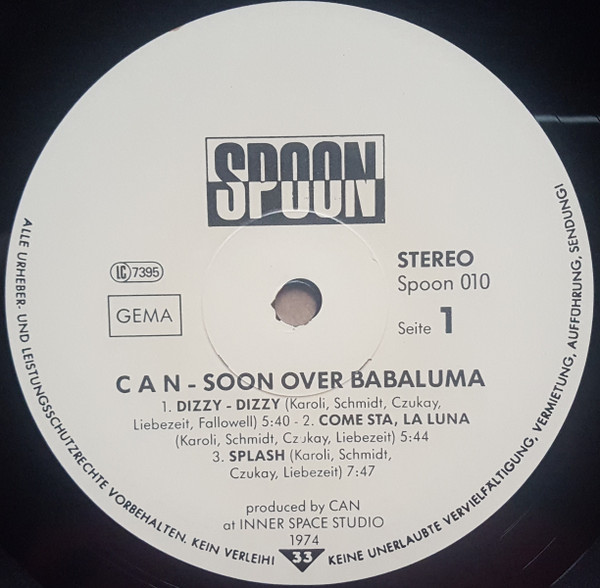 SPOON
LC 7395
GEMA
STEREO
Spoon 010
Seite 1
CAN - SOON OVER BABALUMA
1. DIZZY - DIZZY (Karoli, Schmidt, Czukay,
Liebezeit, Fallowell) 5:40 - 2. COME STA, LA LUNA
(Karoli, Schmidt, Czukay, Liebezeit) 5:44
3. SPLASH (Karoli, Schmidt,
Czukay, Liebezeit) 7:47
produced by CAN
at INNER SPACE STUDIO
1974
33
ALLE URHEBER- UND LEISTUNGSSCHUTZRECHTE VORBEHALTEN. KEIN VERLEIH! KEINE UNERLAUBTE VERVIELFÄLTIGUNG, VERMIETUNG, AUFFÜHRUNG, SENDUNG!